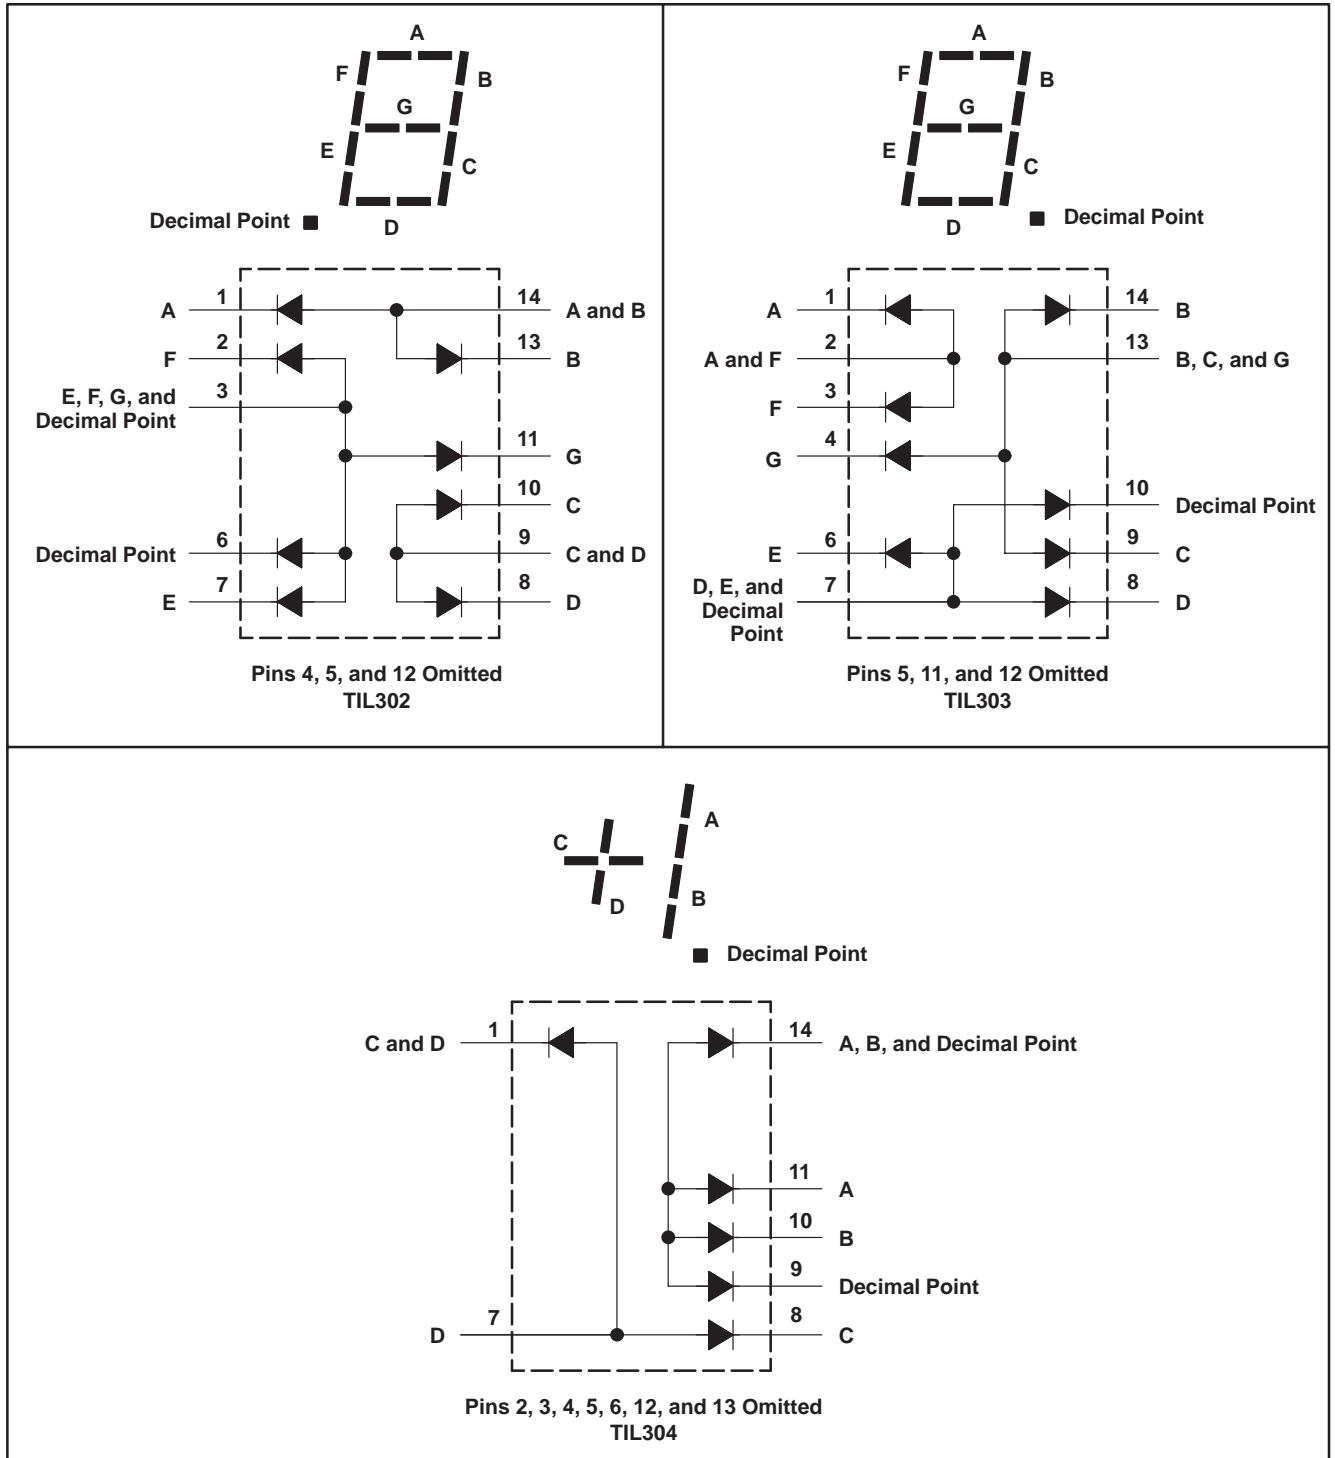 A
F
B
G
E
C
Decimal Point
D
1
A
14
A and B
2
F
13
B
3
E, F, G, and
Decimal Point
11
G
10
C
6
Decimal Point
9
C and D
7
E
8
D
Pins 4, 5, and 12 Omitted
TIL302
A
F
B
G
E
C
Decimal Point
D
1
A
14
B
2
A and F
13
B, C, and G
3
F
4
G
10
Decimal Point
6
E
9
C
7
D, E, and
Decimal
Point
8
D
Pins 5, 11, and 12 Omitted
TIL303
A
C
B
D
Decimal Point
1
C and D
14
A, B, and Decimal Point
11
A
10
B
9
Decimal Point
7
D
8
C
Pins 2, 3, 4, 5, 6, 12, and 13 Omitted
TIL304